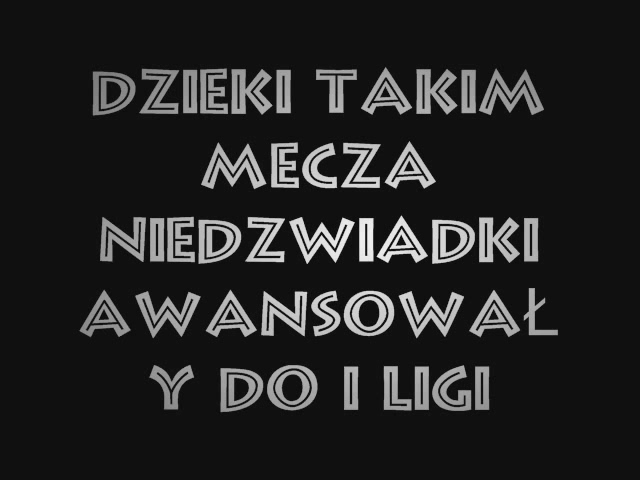 DZIEKI TAKIM
MECZA
NIEDZWIADKI
AWANSOWAŁ
Y DO I LIGI